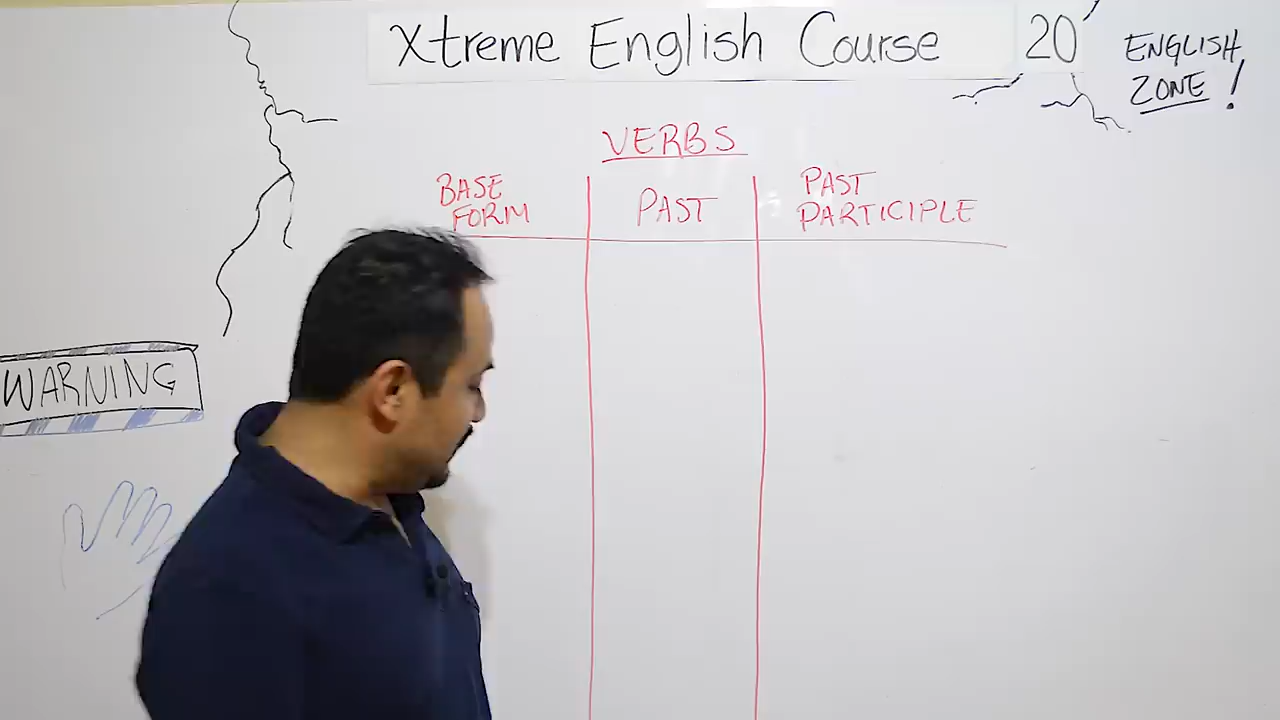 Xtreme English Course 20
ENGLISH
ZONE!
VERBS
BASE
FORM
PAST
PAST
PARTICIPLE
WARNING